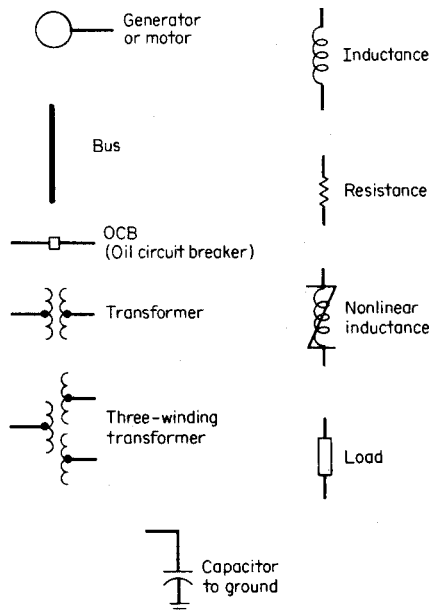 Generator
or motor
Bus
OCB
(Oil circuit breaker)
Transformer
Three-winding
transformer
Inductance
Resistance
Nonlinear
inductance
Load
Capacitor
to ground